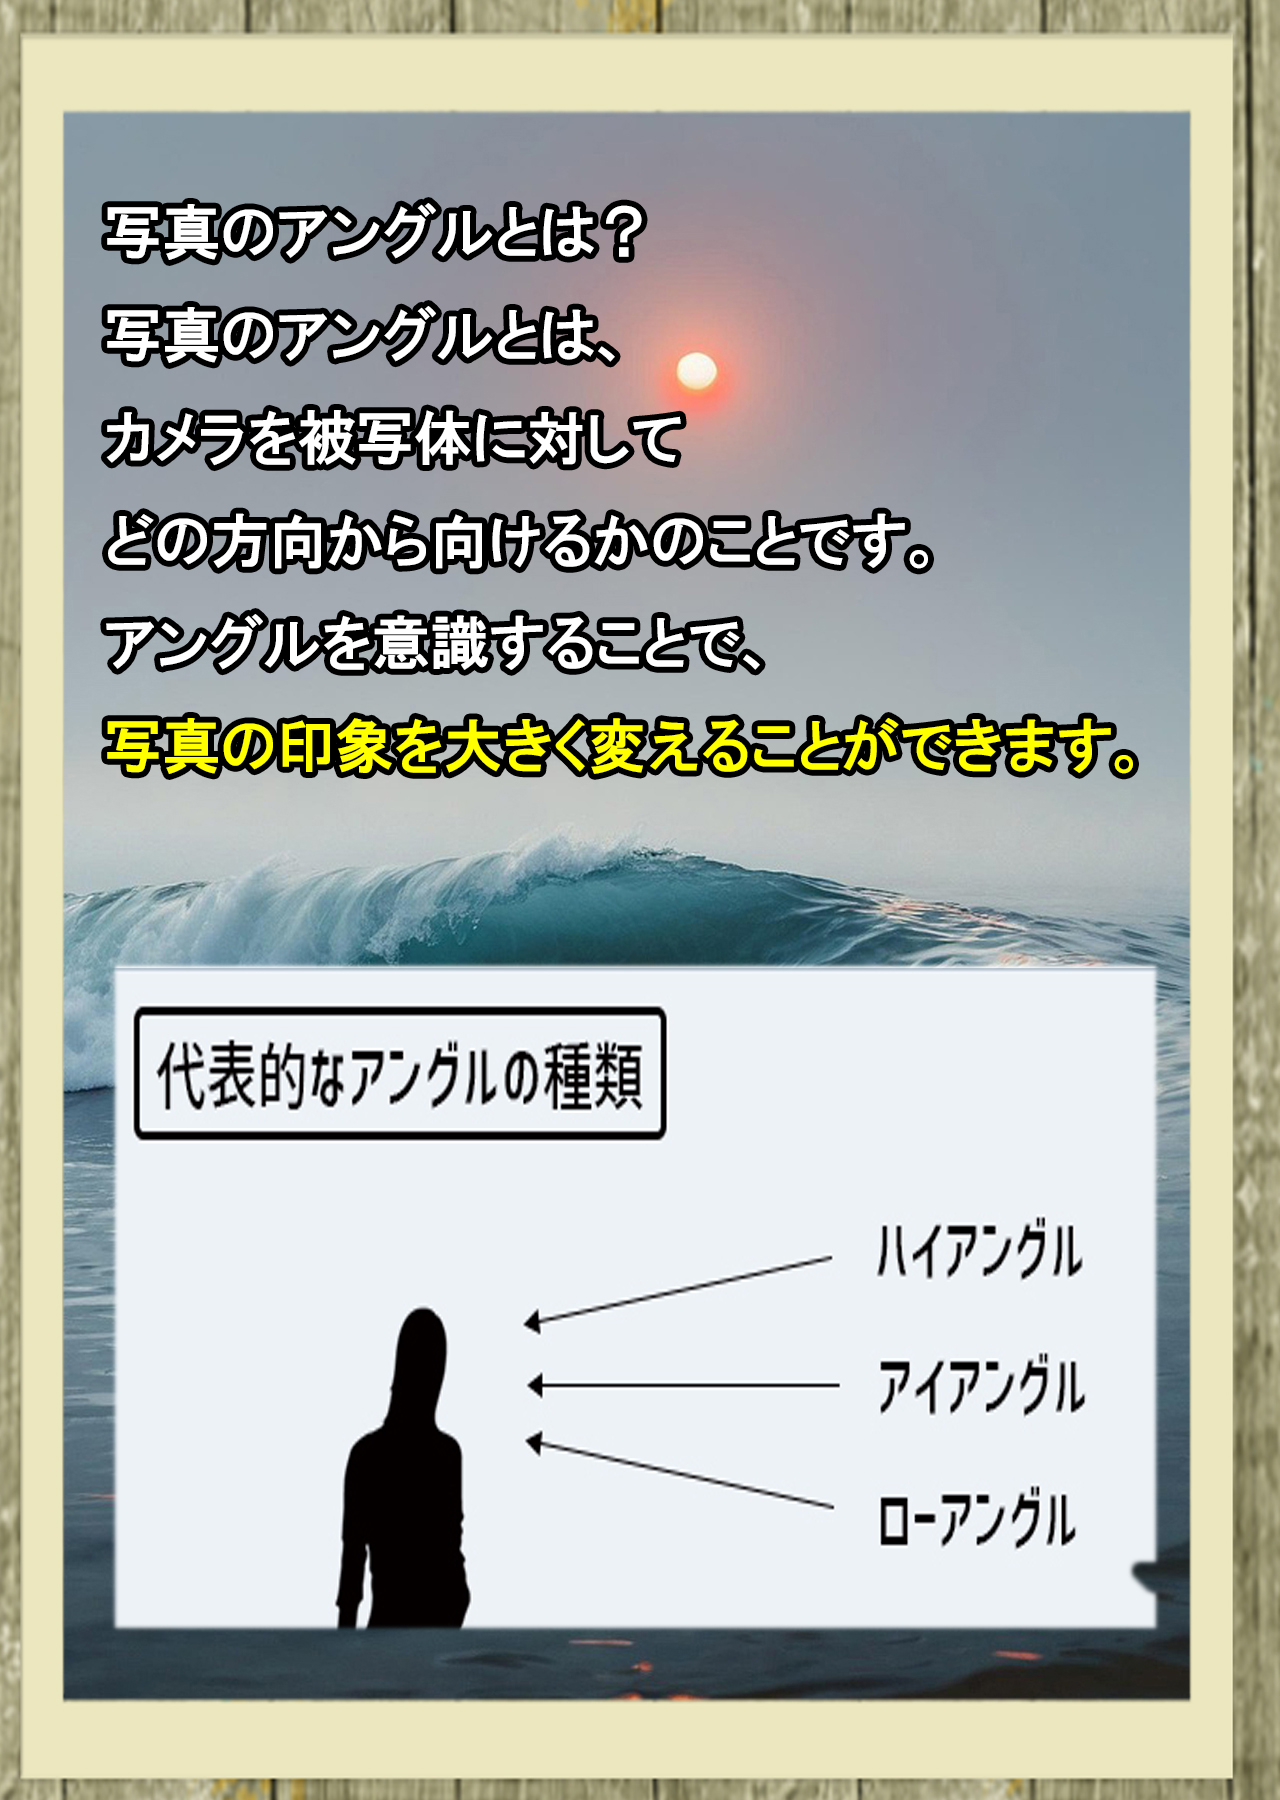 写真のアングルとは？
写真のアングルとは、
カメラを被写体に対して
どの方向から向けるかのことです。
アングルを意識することで、
写真の印象を大きく変えることができます。
代表的なアングルの種類
ハイアングル
アイアングル
ローアングル